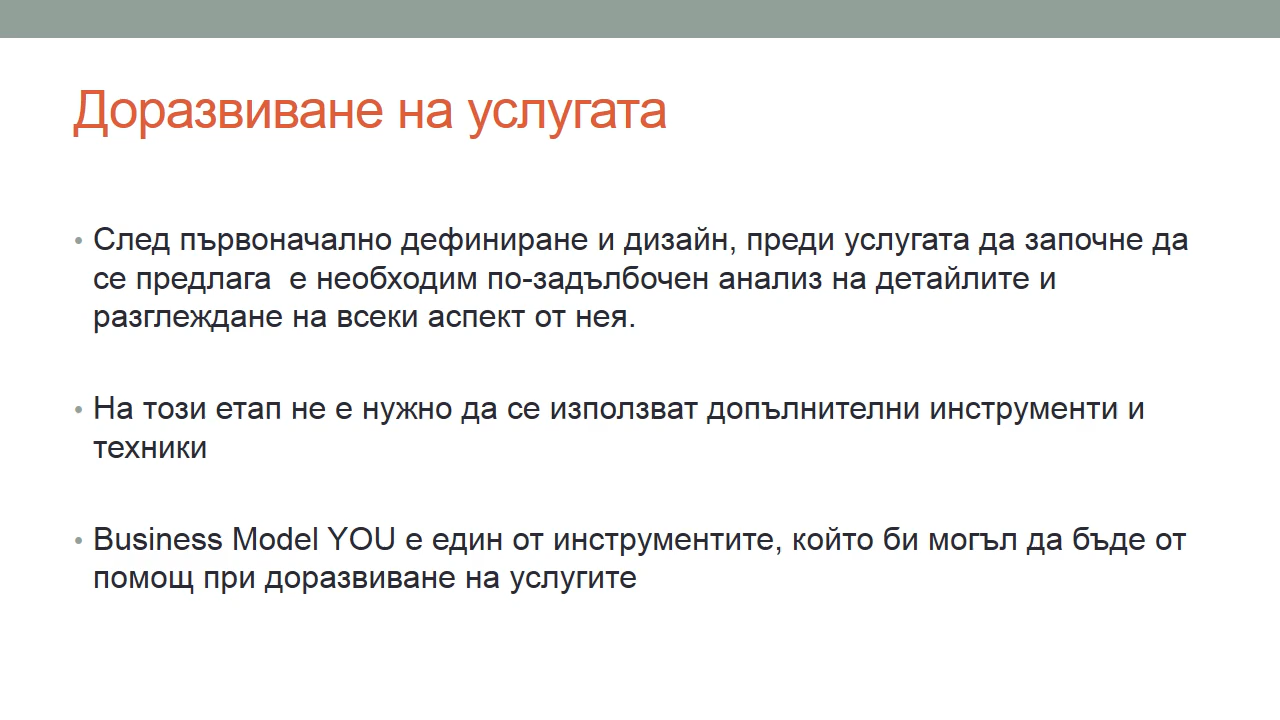 Доразвиване на услугата
• След първоначално дефиниране и дизайн, преди услугата да започне да
се предлага  е необходим по-задълбочен анализ на детайлите и
разглеждане на всеки аспект от нея.
• На този етап не е нужно да се използват допълнителни инструменти и
техники
• Business Model YOU е един от инструментите, който би могъл да бъде от
помощ при доразвиване на услугите